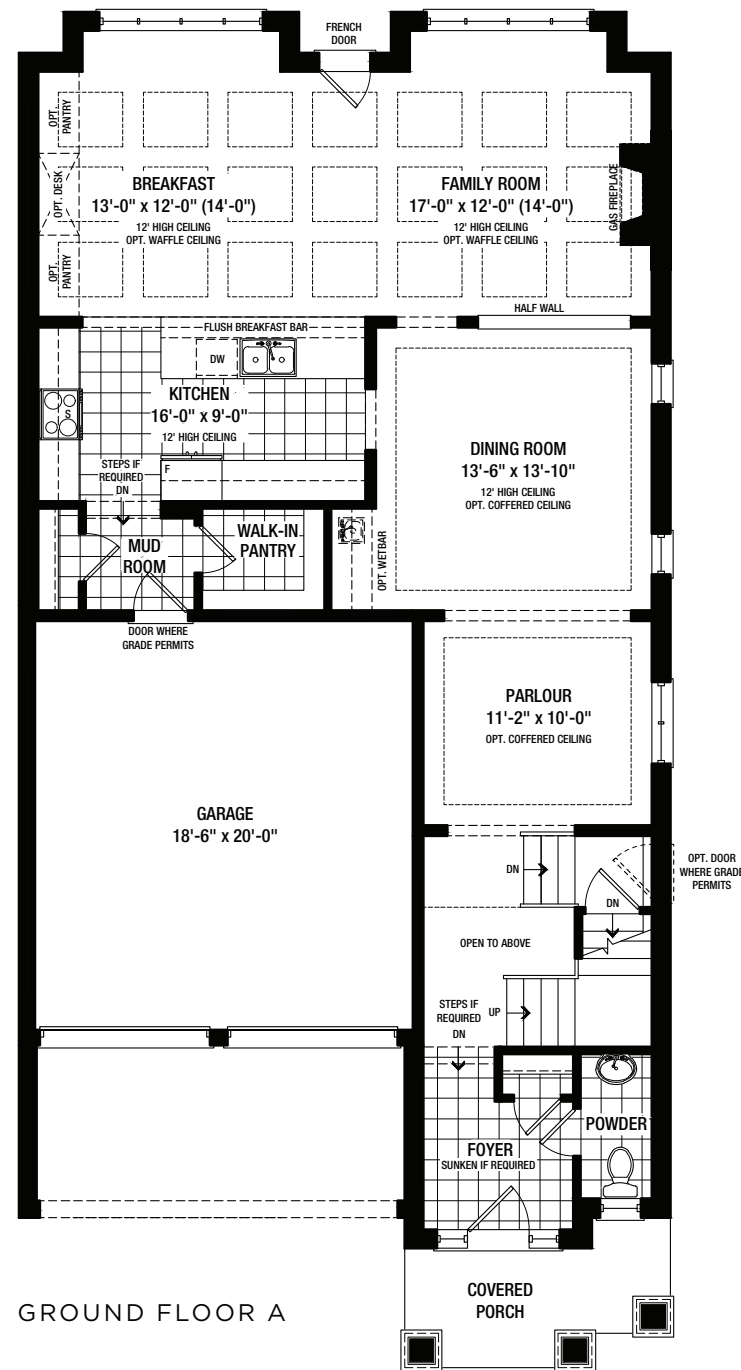 FRENCH
DOOR
OPT.
PANTRY
OPT. DESK
OPT.
PANTRY
BREAKFAST
13'-0" x 12'-0" (14'-0")
12' HIGH CEILING
OPT. WAFFLE CEILING
FAMILY ROOM
17'-0" x 12'-0" (14'-0")
12' HIGH CEILING
OPT. WAFFLE CEILING
GAS FIREPLACE
HALF WALL
FLUSH BREAKFAST BAR
DW
KITCHEN
16'-0" x 9'-0"
12' HIGH CEILING
S
F
STEPS IF
REQUIRED
DN
DINING ROOM
13'-6" x 13'-10"
12' HIGH CEILING
OPT. COFFERED CEILING
MUD
ROOM
WALK-IN
PANTRY
OPT. WETBAR
DOOR WHERE
GRADE PERMITS
PARLOUR
11'-2" x 10'-0"
OPT. COFFERED CEILING
GARAGE
18'-6" x 20'-0"
DN
OPT. DOOR
WHERE GRADE
PERMITS
DN
OPEN TO ABOVE
STEPS IF
REQUIRED
DN
UP
POWDER
FOYER
SUNKEN IF REQUIRED
COVERED
PORCH
GROUND FLOOR A